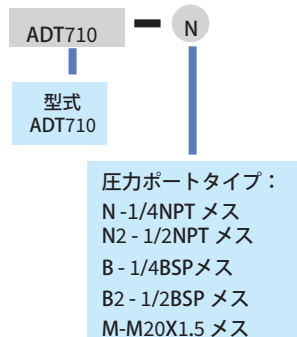 ADT710
N
型式
ADT710
圧力ポートタイプ：
N -1/4NPT メス
N2 - 1/2NPT メス
B - 1/4BSPメス
B2 - 1/2BSP メス
M-M20X1.5 メス